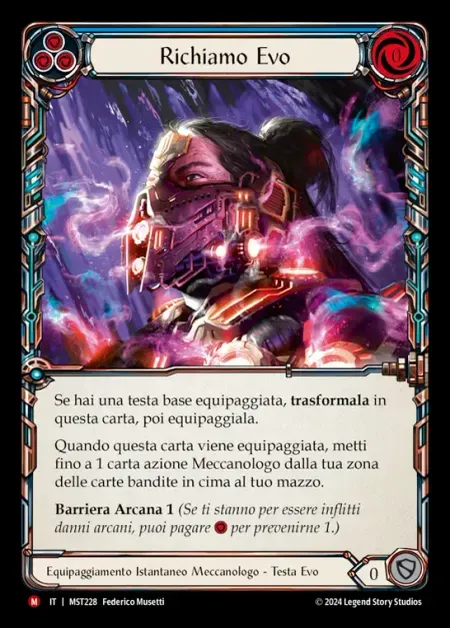 Richiamo Evo
0
Se hai una testa base equipaggiata, trasformala in
questa carta, poi equipaggiala.
Quando questa carta viene equipaggiata, metti
fino a 1 carta azione Meccanologo dalla tua zona
delle carte bandite in cima al tuo mazzo.
Barriera Arcana 1 (Se ti stanno per essere inflitti
danni arcani, puoi pagare per prevenirne 1.)
Equipaggiamento Istantaneo Meccanologo - Testa Evo
0
M IT | MST228 Federico Musetti © 2024 Legend Story Studios